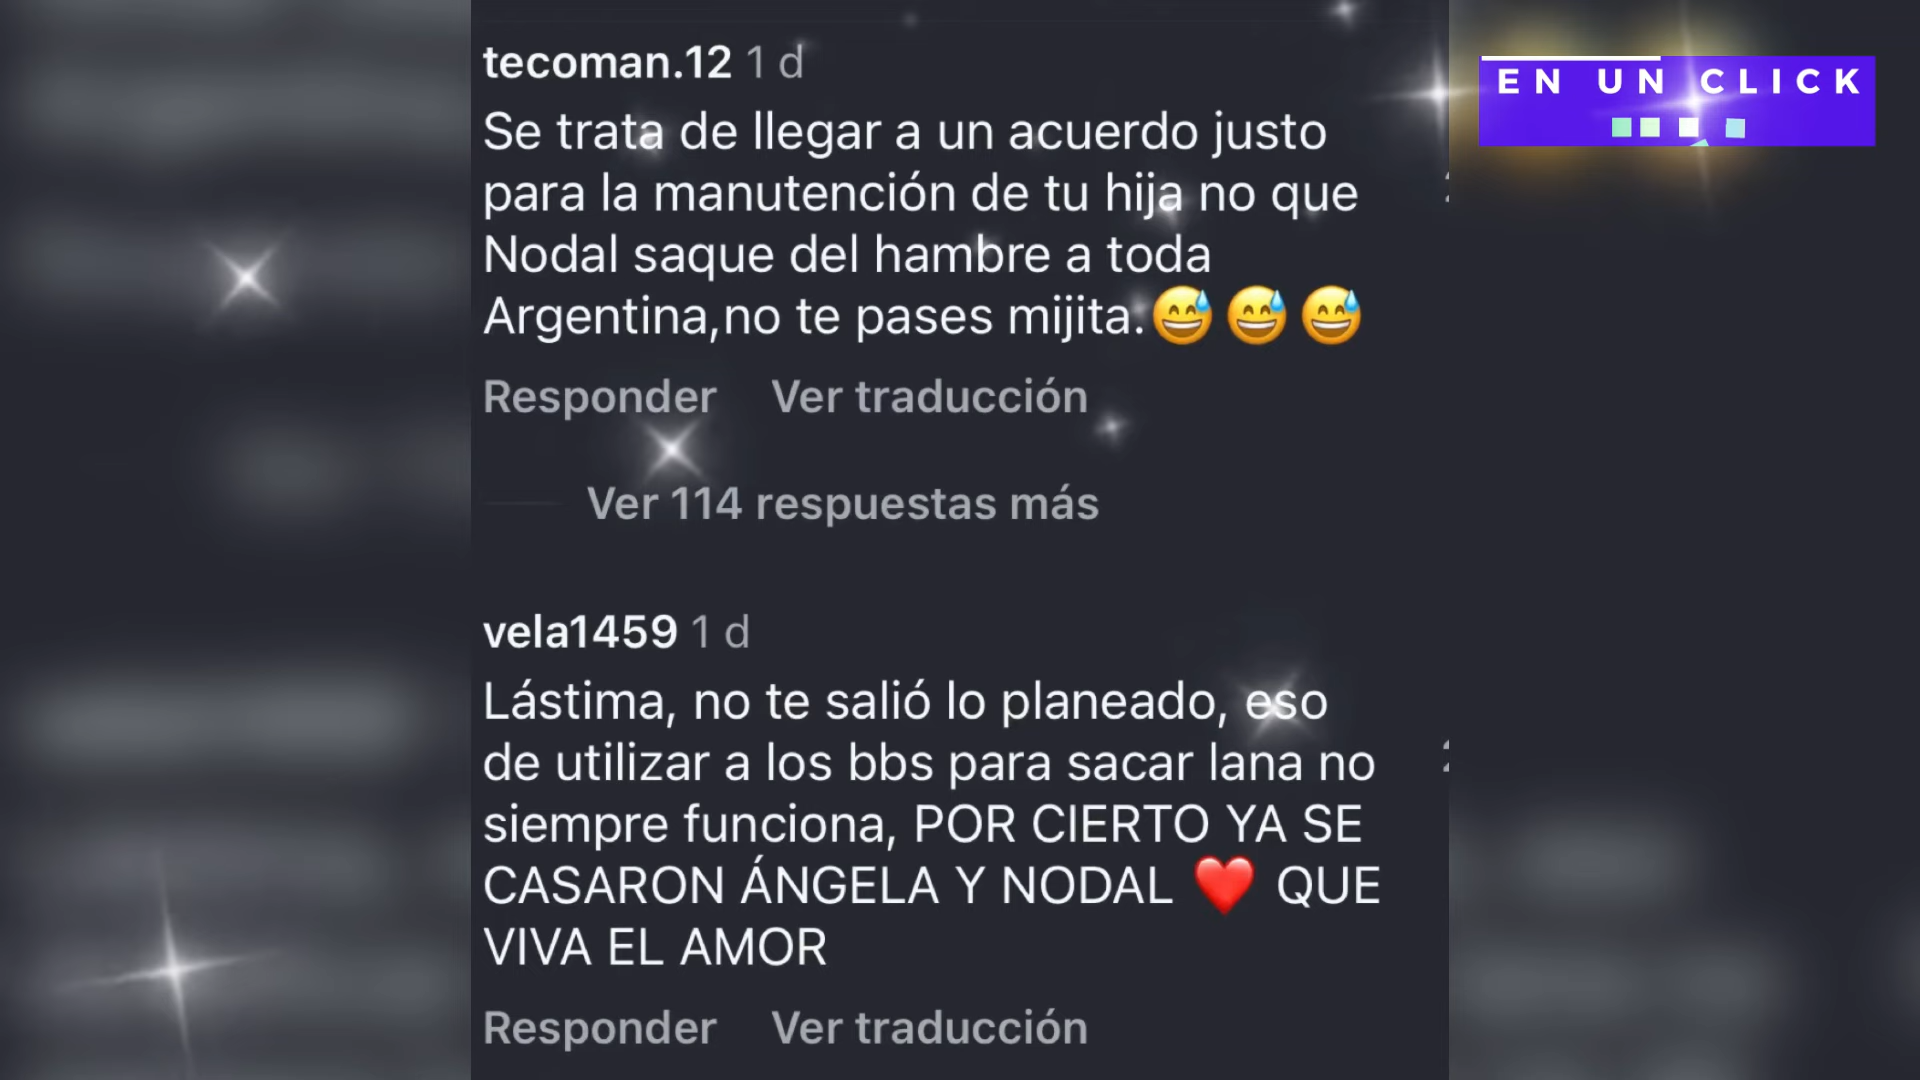 tecoman.12 1 d
Se trata de llegar a un acuerdo justo
para la manutención de tu hija no que
Nodal saque del hambre a toda
Argentina,no te pases mijita.😅😅😅
Responder Ver traducción
Ver 114 respuestas más
vela1459 1 d
Lástima, no te salió lo planeado, eso
de utilizar a los bbs para sacar lana no
siempre funciona, POR CIERTO YA SE
CASARON ÁNGELA Y NODAL ❤️ QUE
VIVA EL AMOR
Responder Ver traducción
EN UN CLICK